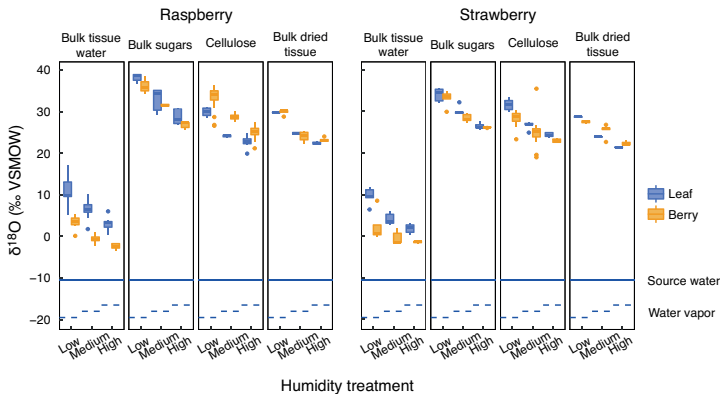 Raspberry
Strawberry
Bulk tissue
water
Bulk sugars
Cellulose
Bulk dried
tissue
Bulk tissue
water
Bulk sugars
Cellulose
Bulk dried
tissue
δ18O (‰ VSMOW)
40
30
20
10
0
−10
−20
Leaf
Berry
Source water
Water vapor
Low Medium High Low Medium High Low Medium High Low Medium High Low Medium High Low Medium High Low Medium High Low Medium High
Humidity treatment